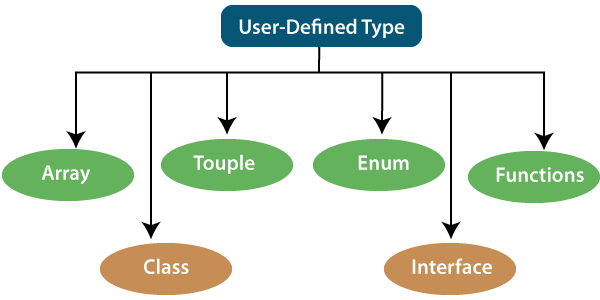 User-Defined Type
Array
Touple
Enum
Functions
Class
Interface